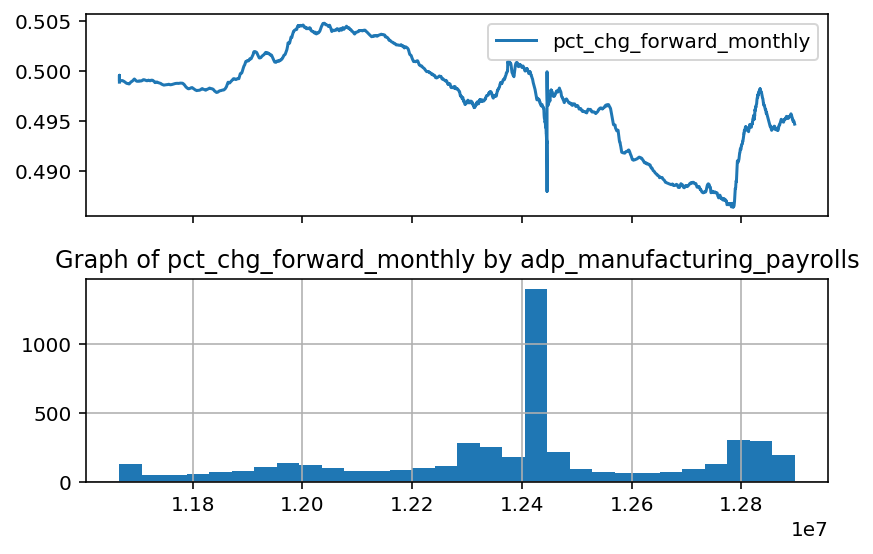 0.505
0.500
0.495
0.490
pct_chg_forward_monthly
Graph of pct_chg_forward_monthly by adp_manufacturing_payrolls
1000
500
0
1.18 1.20 1.22 1.24 1.26 1.28
1e7